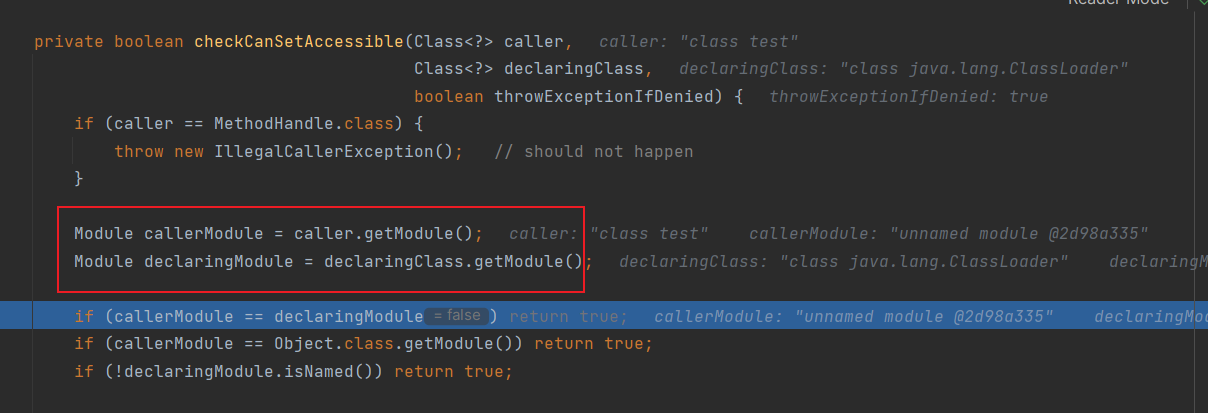 Reader Mode
private boolean checkCanSetAccessible(Class<?> caller,   caller: "class test"
Class<?> declaringClass,   declaringClass: "class java.lang.ClassLoader"
boolean throwExceptionIfDenied) {   throwExceptionIfDenied: true
if (caller == MethodHandle.class) {
throw new IllegalCallerException();   // should not happen
}
Module callerModule = caller.getModule();   caller: "class test"   callerModule: "unnamed module @2d98a335"
Module declaringModule = declaringClass.getModule();   declaringClass: "class java.lang.ClassLoader"   declaringM
if (callerModule == declaringModule = false ) return true;   callerModule: "unnamed module @2d98a335"   declaringMod
if (callerModule == Object.class.getModule()) return true;
if (!declaringModule.isNamed()) return true;